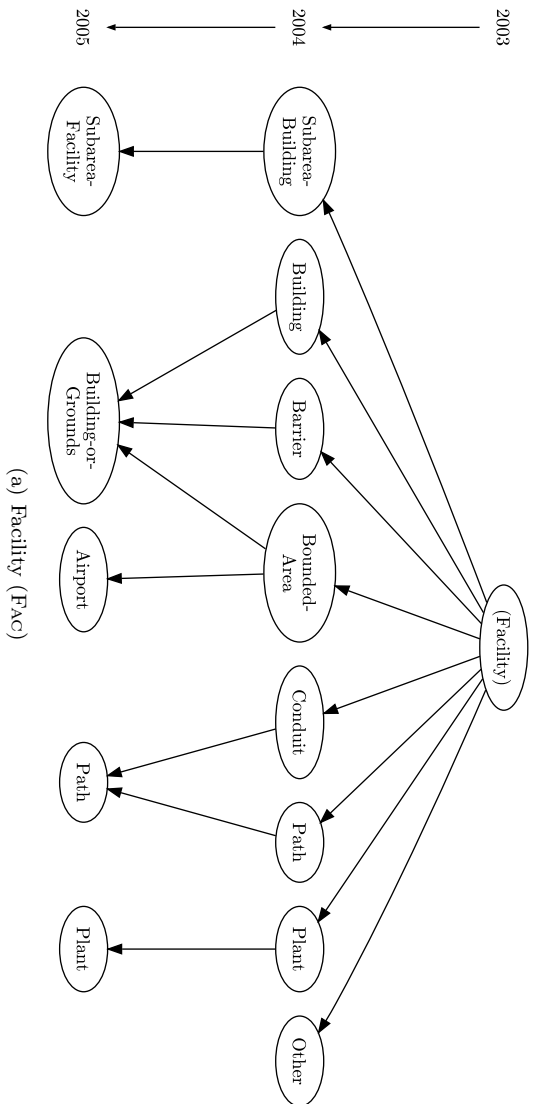 2003
2004
2005
(Facility)
Subarea-
Building
Building
Barrier
Bounded-
Area
Conduit
Path
Plant
Other
Subarea-
Facility
Building-or-
Grounds
Airport
Path
Plant
(a) Facility (FAC)